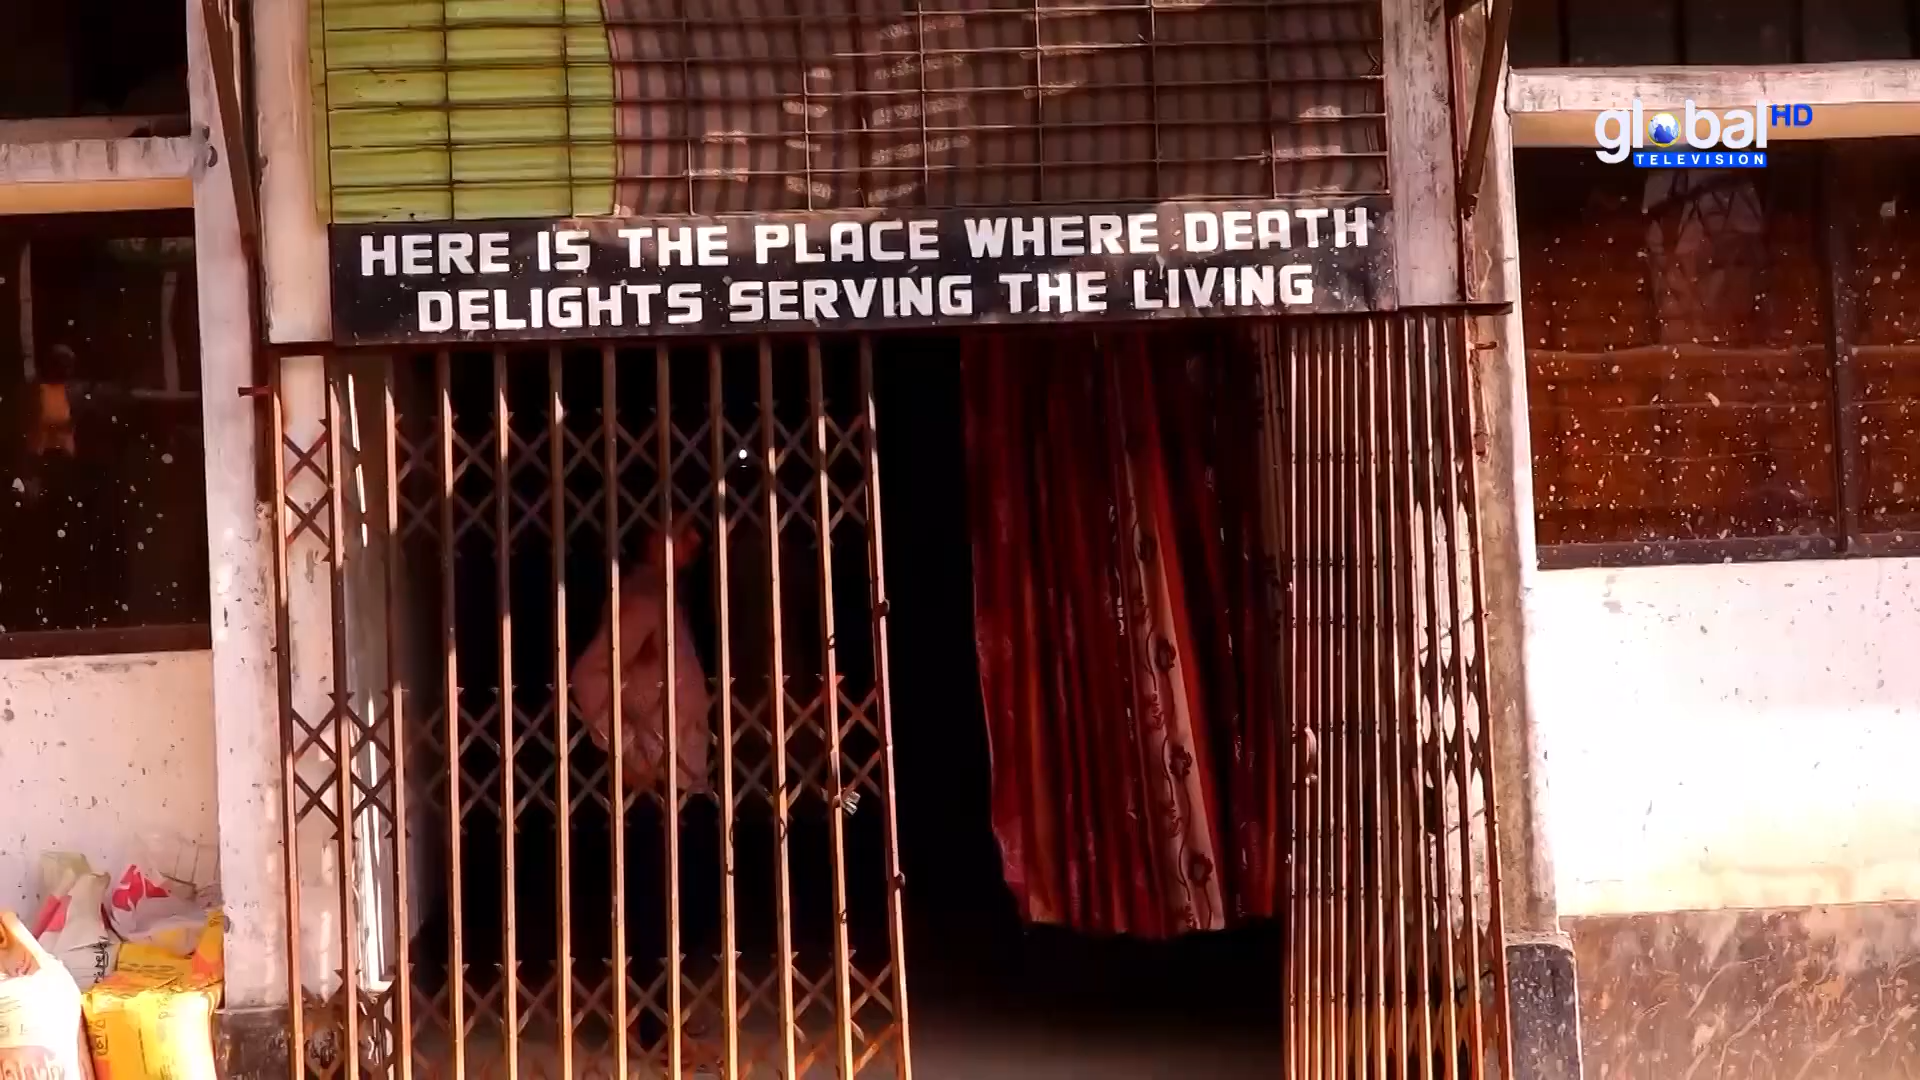 global HD
TELEVISION
HERE IS THE PLACE WHERE DEATH
DELIGHTS SERVING THE LIVING